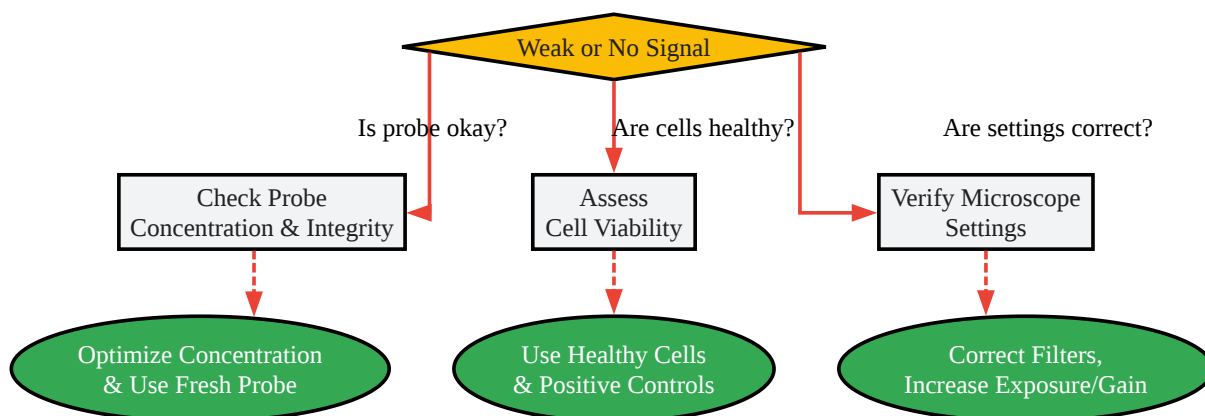 Weak or No Signal
Is probe okay?
Are cells healthy?
Are settings correct?
Check Probe
Concentration & Integrity
Assess
Cell Viability
Verify Microscope
Settings
Optimize Concentration
& Use Fresh Probe
Use Healthy Cells
& Positive Controls
Correct Filters,
Increase Exposure/Gain